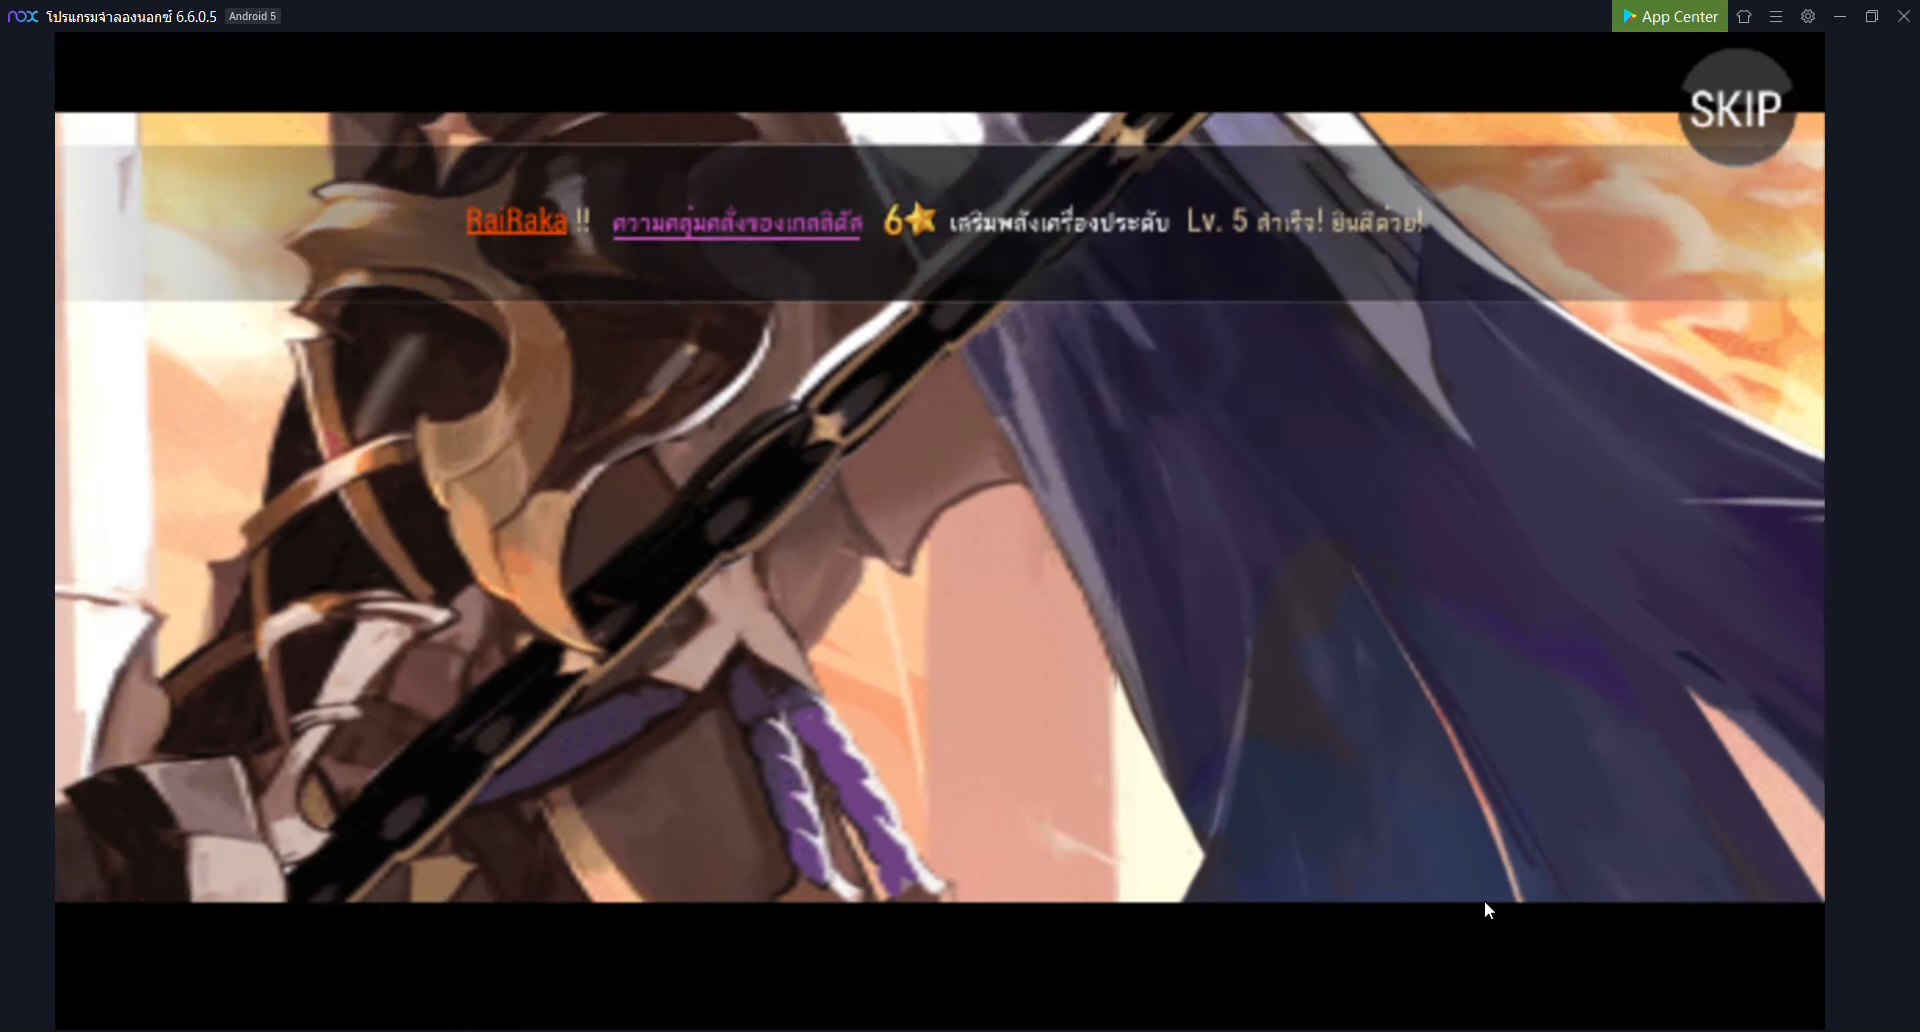 nox โปรแกรมจำลองนอกซ์ 6.6.0.5 Android 5 App Center
SKIP
RaiRaka !! ความคลุ้มคลั่งของเกลลิตัส 6 เสริมพลังเครื่องประดับ Lv. 5 สำเร็จ! ยินดีด้วย!